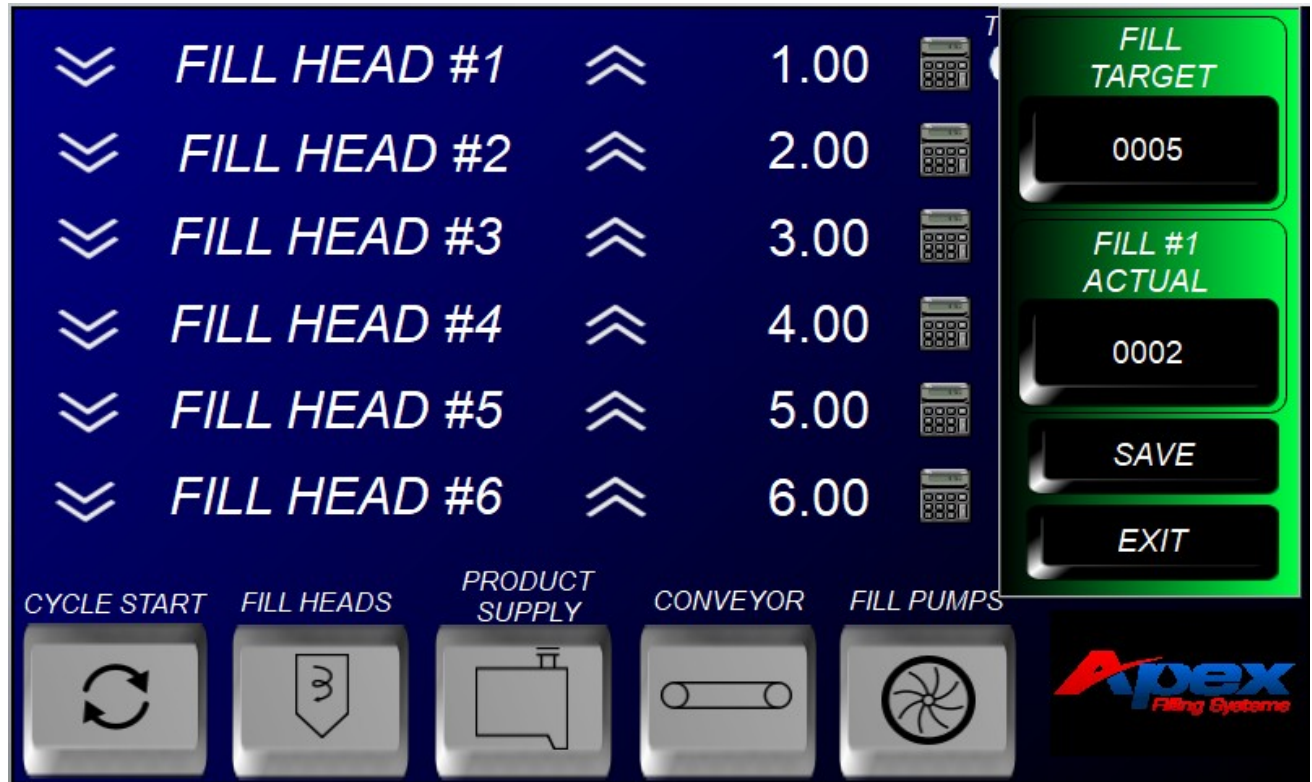 FILL HEAD #1 1.00
FILL HEAD #2 2.00
FILL HEAD #3 3.00
FILL HEAD #4 4.00
FILL HEAD #5 5.00
FILL HEAD #6 6.00
FILL
TARGET
0005
FILL #1
ACTUAL
0002
SAVE
EXIT
CYCLE START
FILL HEADS
PRODUCT
SUPPLY
CONVEYOR
FILL PUMPS
Apex
Filling Systems